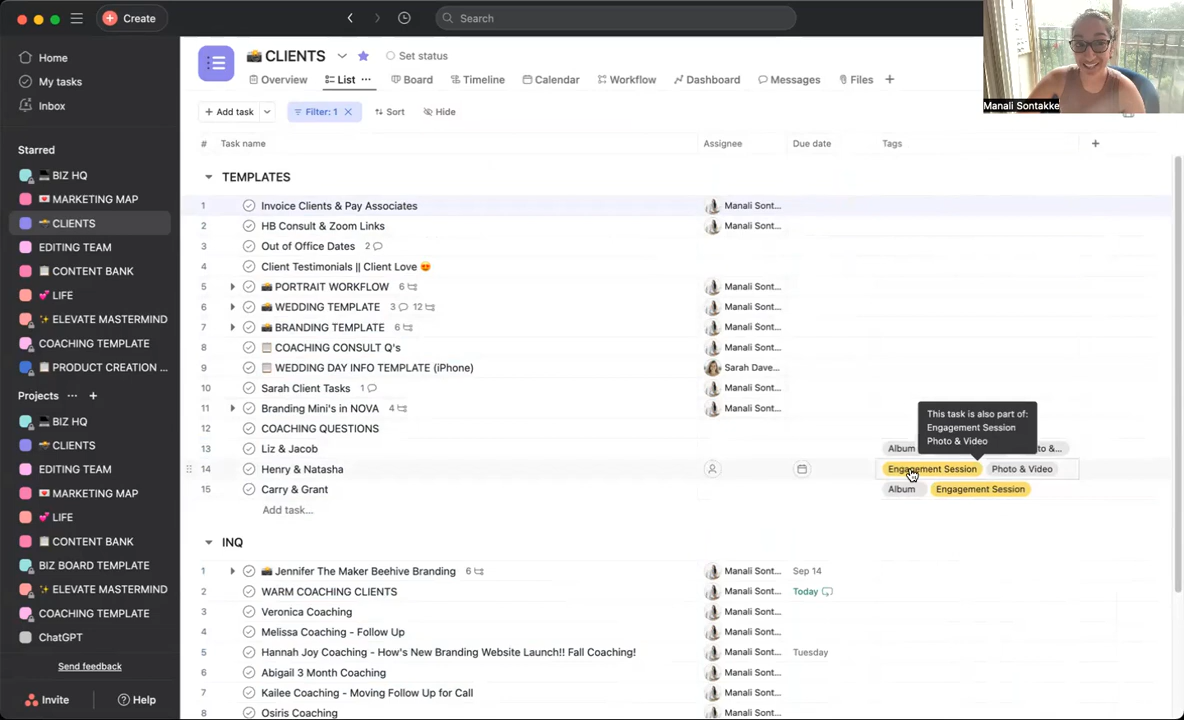 Create
Search
Home
My tasks
Inbox
Starred
BIZ HQ
MARKETING MAP
CLIENTS
EDITING TEAM
CONTENT BANK
LIFE
ELEVATE MASTERMIND
COACHING TEMPLATE
PRODUCT CREATION ...
Projects
BIZ HQ
CLIENTS
EDITING TEAM
MARKETING MAP
LIFE
CONTENT BANK
BIZ BOARD TEMPLATE
ELEVATE MASTERMIND
COACHING TEMPLATE
ChatGPT
Send feedback
Invite Help
CLIENTS Set status
Overview List Board Timeline Calendar Workflow Dashboard Messages Files
Add task Filter: 1 Sort Hide
Manali Sontakke
# Task name Assignee Due date Tags
TEMPLATES
1 Invoice Clients & Pay Associates Manali Sont...
2 HB Consult & Zoom Links Manali Sont...
3 Out of Office Dates 2
4 Client Testimonials || Client Love
5 PORTRAIT WORKFLOW 6 Manali Sont...
6 WEDDING TEMPLATE 3 12 Manali Sont...
7 BRANDING TEMPLATE 6 Manali Sont...
8 COACHING CONSULT Q's Manali Sont...
9 WEDDING DAY INFO TEMPLATE (iPhone) Sarah Dave...
10 Sarah Client Tasks 1 Manali Sont...
11 Branding Mini's in NOVA 4 Manali Sont...
This task is also part of:
Engagement Session
Photo & Video
12 COACHING QUESTIONS
13 Liz & Jacob Album
14 Henry & Natasha Engagement Session Photo & Video
15 Carry & Grant Album Engagement Session
Add task...
INQ
1 Jennifer The Maker Beehive Branding 6 Manali Sont... Sep 14
2 WARM COACHING CLIENTS Manali Sont... Today
3 Veronica Coaching Manali Sont...
4 Melissa Coaching - Follow Up Manali Sont...
5 Hannah Joy Coaching - How's New Branding Website Launch!! Fall Coaching! Manali Sont... Tuesday
6 Abigail 3 Month Coaching Manali Sont...
7 Kailee Coaching - Moving Follow Up for Call Manali Sont...
8 Osiris Coaching Manali Sont...